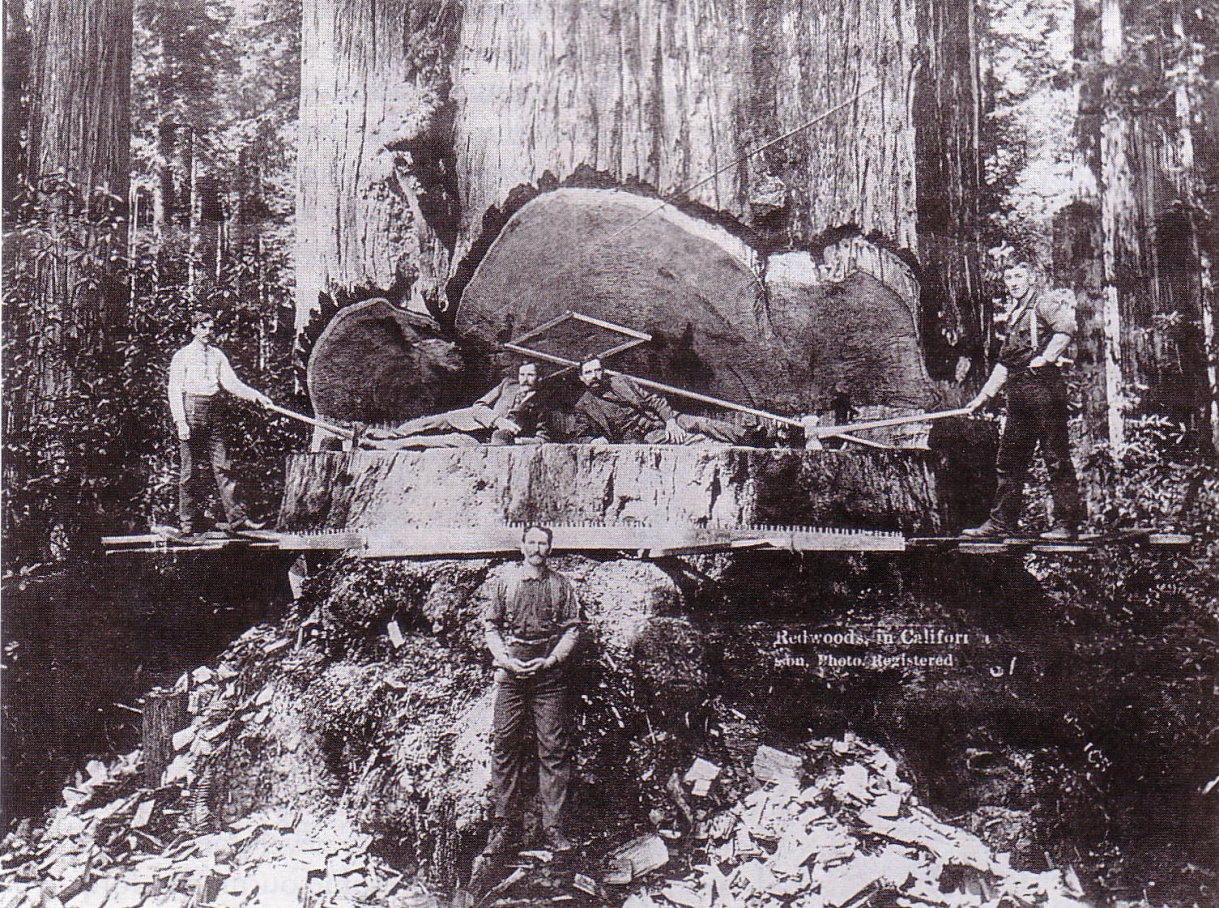 Redwoods, in Califor
son, Photo, Registered